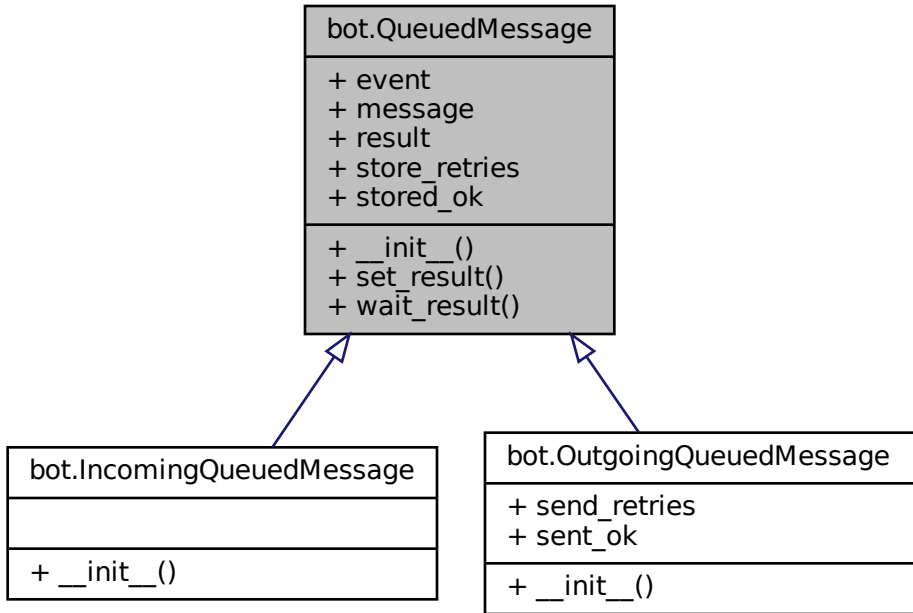 bot.QueuedMessage
+ event
+ message
+ result
+ store_retries
+ stored_ok
+ __init__()
+ set_result()
+ wait_result()
bot.IncomingQueuedMessage
+ __init__()
bot.OutgoingQueuedMessage
+ send_retries
+ sent_ok
+ __init__()